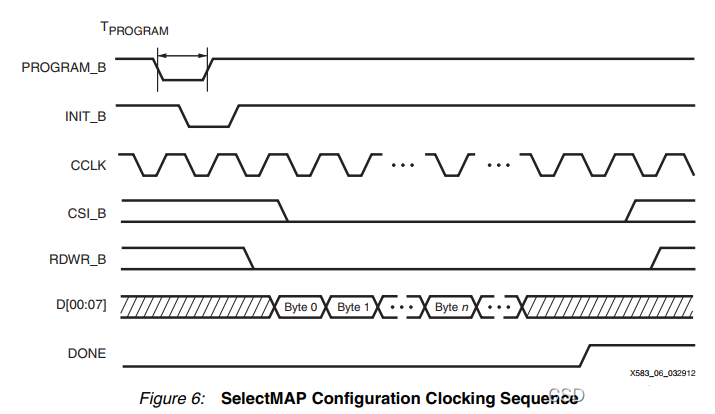 TPROGRAM
PROGRAM_B
INIT_B
CCLK
CSI_B
RDWR_B
D[00:07] Byte 0 Byte 1 Byte n
DONE
X583_06_032912
Figure 6: SelectMAP Configuration Clocking Sequence